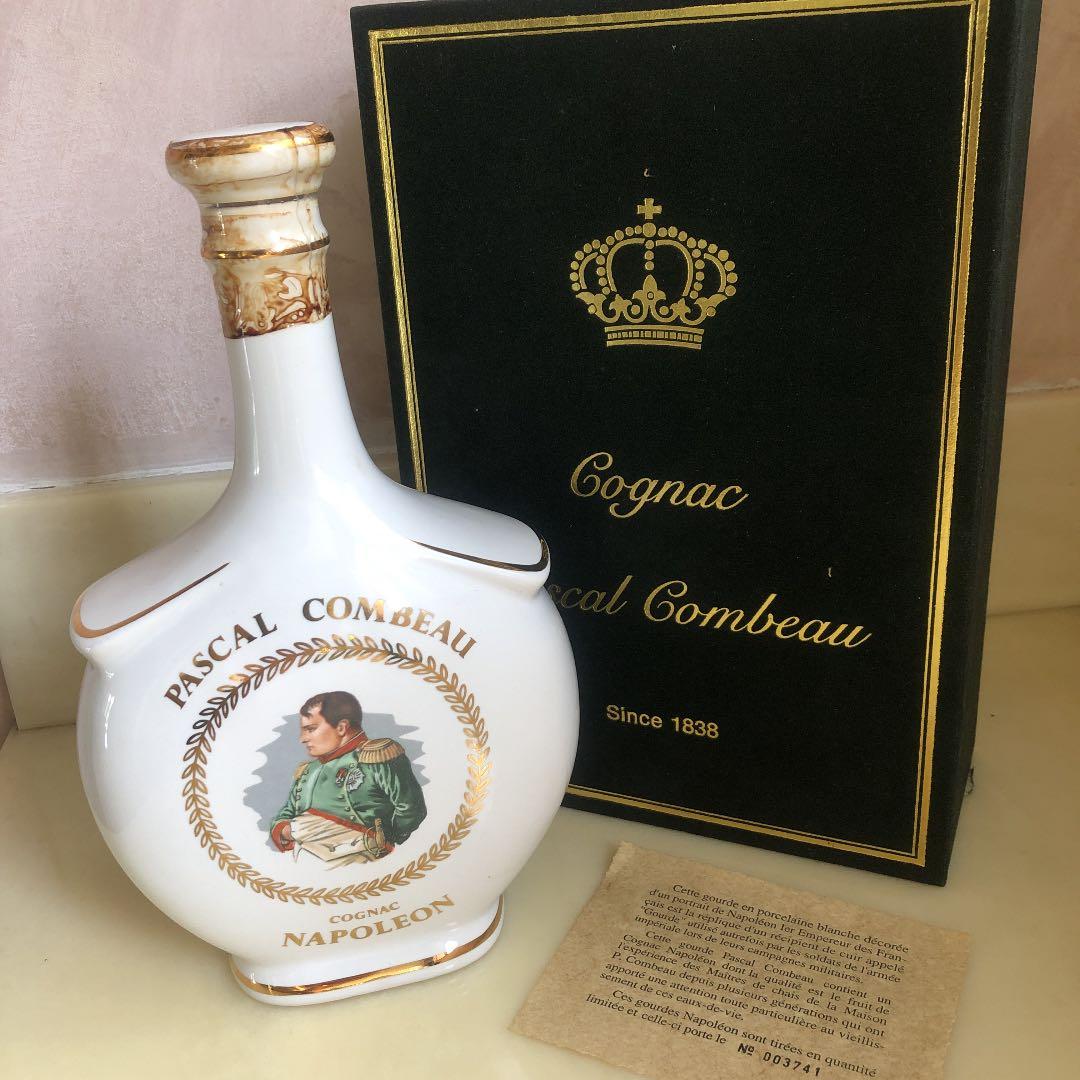 Cognac
scal Combeau
Since 1838
PASCAL COMBEAU
COGNAC
NAPOLEON
Cette gourde en porcelaine blanche décorée
d'un portrait de Napoléon Ier Empereur des Fran-
çais est la réplique d'un récipient de cuir appelé
"Gourde" utilisé autrefois par les soldats de l'armée
impériale lors de leurs campagnes militaires.
Cette gourde Pascal Combeau contient un
Cognac Napoléon dont la qualité est le fruit de
l'expérience des Maîtres de chais de la Maison
P. Combeau depuis plusieurs générations qui ont
apporté une attention toute particulière au vieillis-
sement de ces eaux-de-vie.
Ces gourdes Napoléon sont tirées en quantité
limitée et celle-ci porte le Nº 003741